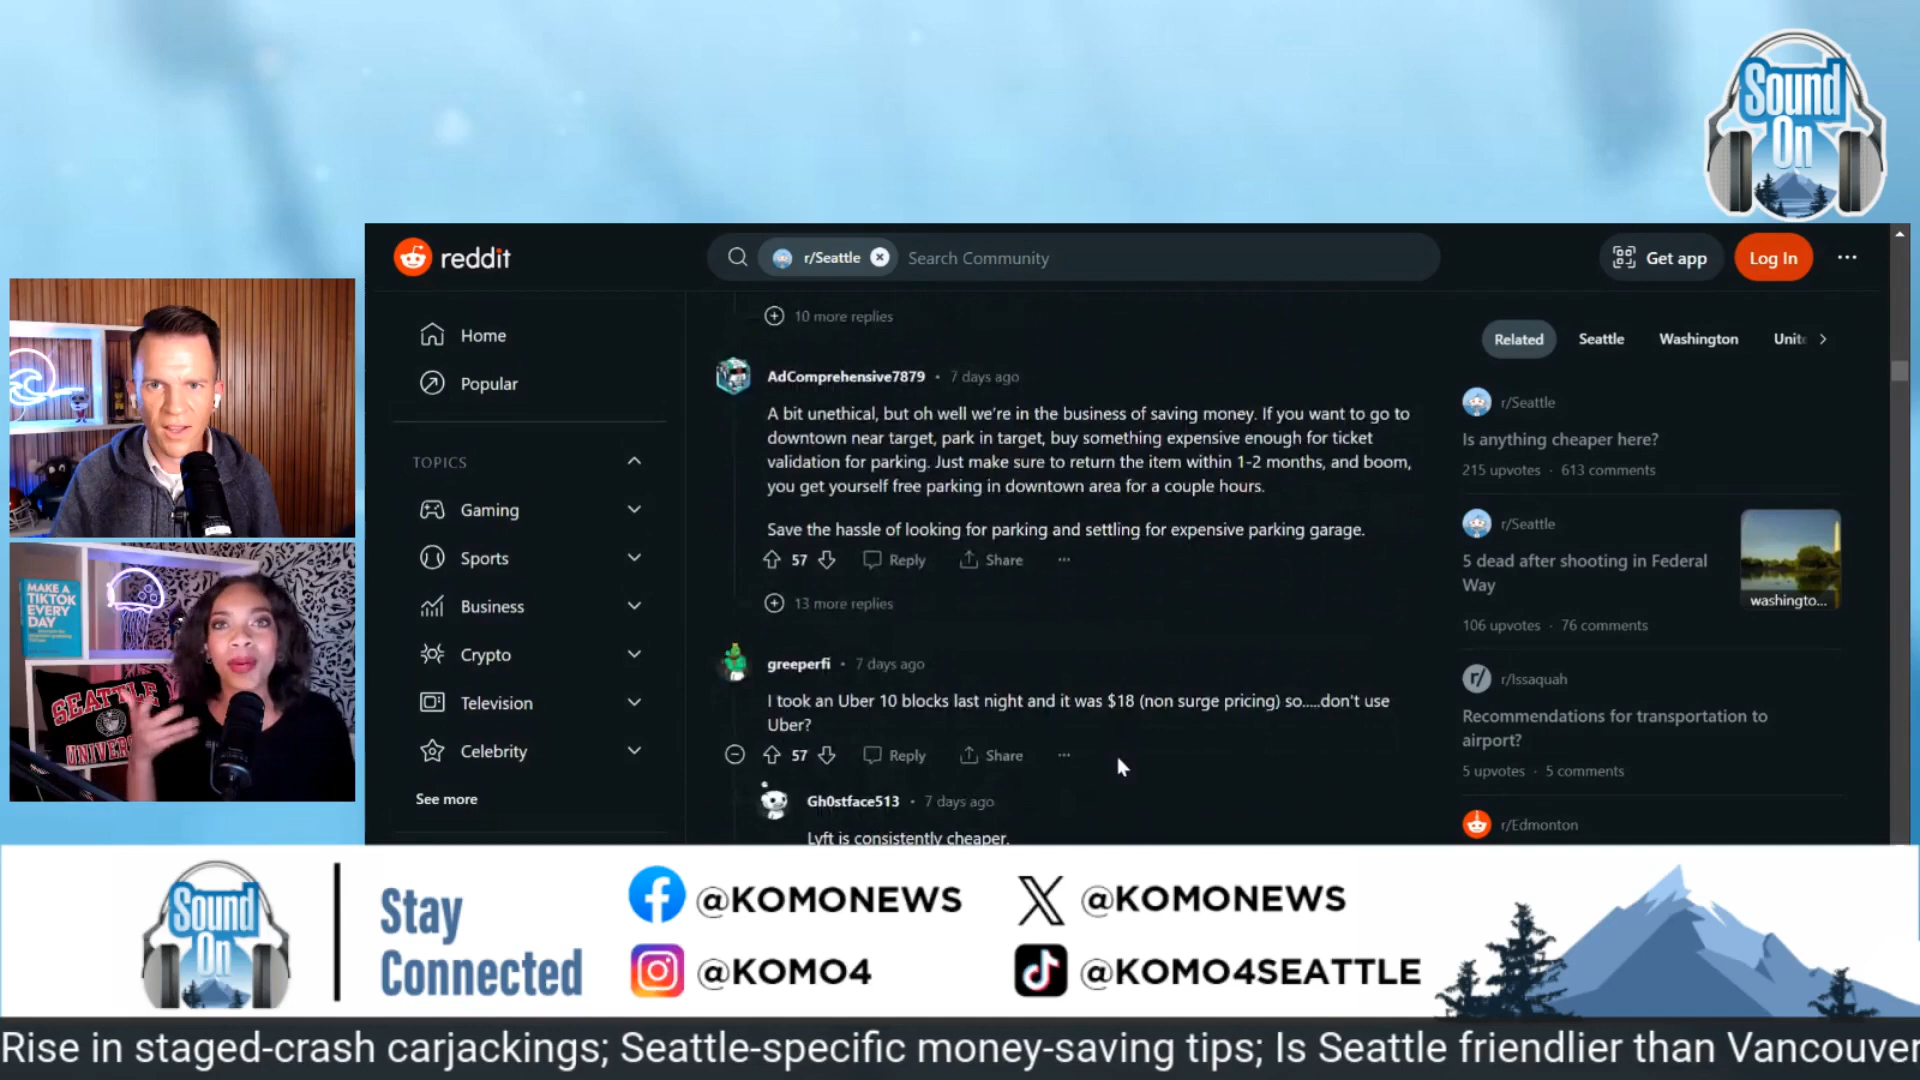 Sound
On
reddit
r/Seattle
Search Community
Get app
Log In
Home
Popular
TOPICS
Gaming
Sports
Business
Crypto
Television
Celebrity
See more
10 more replies
AdComprehensive7879 • 7 days ago
A bit unethical, but oh well we're in the business of saving money. If you want to go to
downtown near target, park in target, buy something expensive enough for ticket
validation for parking. Just make sure to return the item within 1-2 months, and boom,
you get yourself free parking in downtown area for a couple hours.
Save the hassle of looking for parking and settling for expensive parking garage.
57 Reply Share
13 more replies
greeperfi • 7 days ago
I took an Uber 10 blocks last night and it was $18 (non surge pricing) so.....don't use
Uber?
57 Reply Share
Gh0stface513 • 7 days ago
Lyft is consistently cheaper.
Related Seattle Washington
r/Seattle
Is anything cheaper here?
215 upvotes · 613 comments
r/Seattle
5 dead after shooting in Federal
Way
washingto...
106 upvotes · 76 comments
r/Issaquah
Recommendations for transportation to
airport?
5 upvotes · 5 comments
r/Edmonton
MAKE A
TIKTOK
EVERY
DAY
SEATTLE
Sound
On
Stay
Connected
@KOMONEWS
@KOMONEWS
@KOMO4
@KOMO4SEATTLE
Rise in staged-crash carjackings; Seattle-specific money-saving tips; Is Seattle friendlier than Vancouver